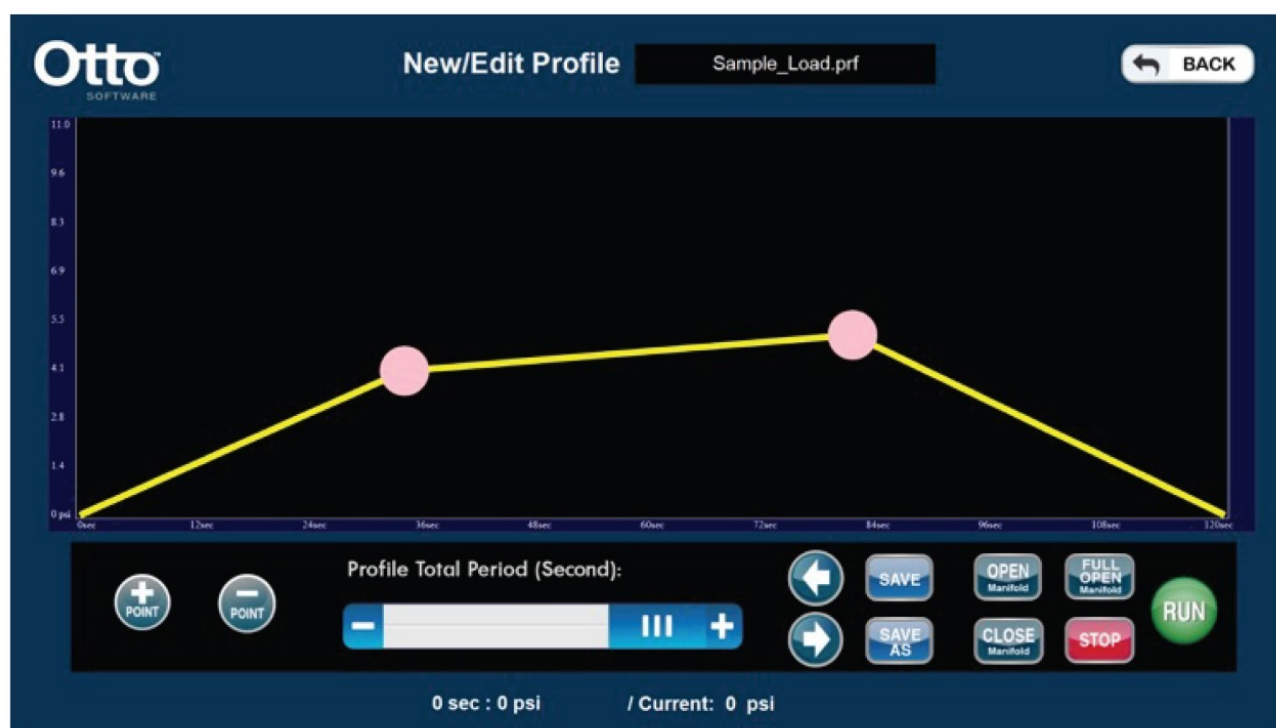 Otto™
SOFTWARE
New/Edit Profile
Sample_Load.prf
BACK
11.0
9.6
8.3
6.9
5.5
4.1
2.8
1.4
0 psi
0sec 12sec 24sec 36sec 48sec 60sec 72sec 84sec 96sec 108sec 120sec
Profile Total Period (Second):
+
POINT
−
POINT
−
+
SAVE
OPEN
Manifold
FULL
OPEN
Manifold
RUN
SAVE
AS
CLOSE
Manifold
STOP
0 sec : 0 psi / Current: 0 psi